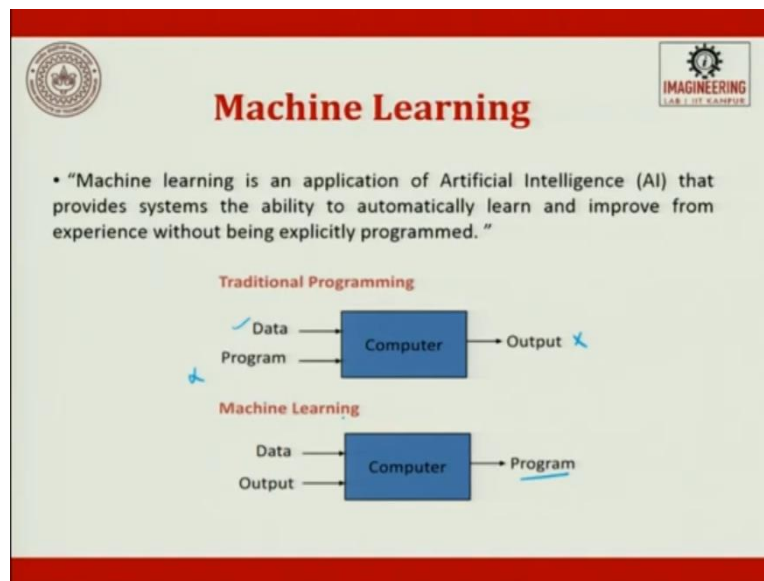 IMAGINEERING
LAB | IIT KANPUR
Machine Learning
• “Machine learning is an application of Artificial Intelligence (AI) that
provides systems the ability to automatically learn and improve from
experience without being explicitly programmed. ”
Traditional Programming
Data
Program
Computer
Output
Machine Learning
Data
Output
Computer
Program